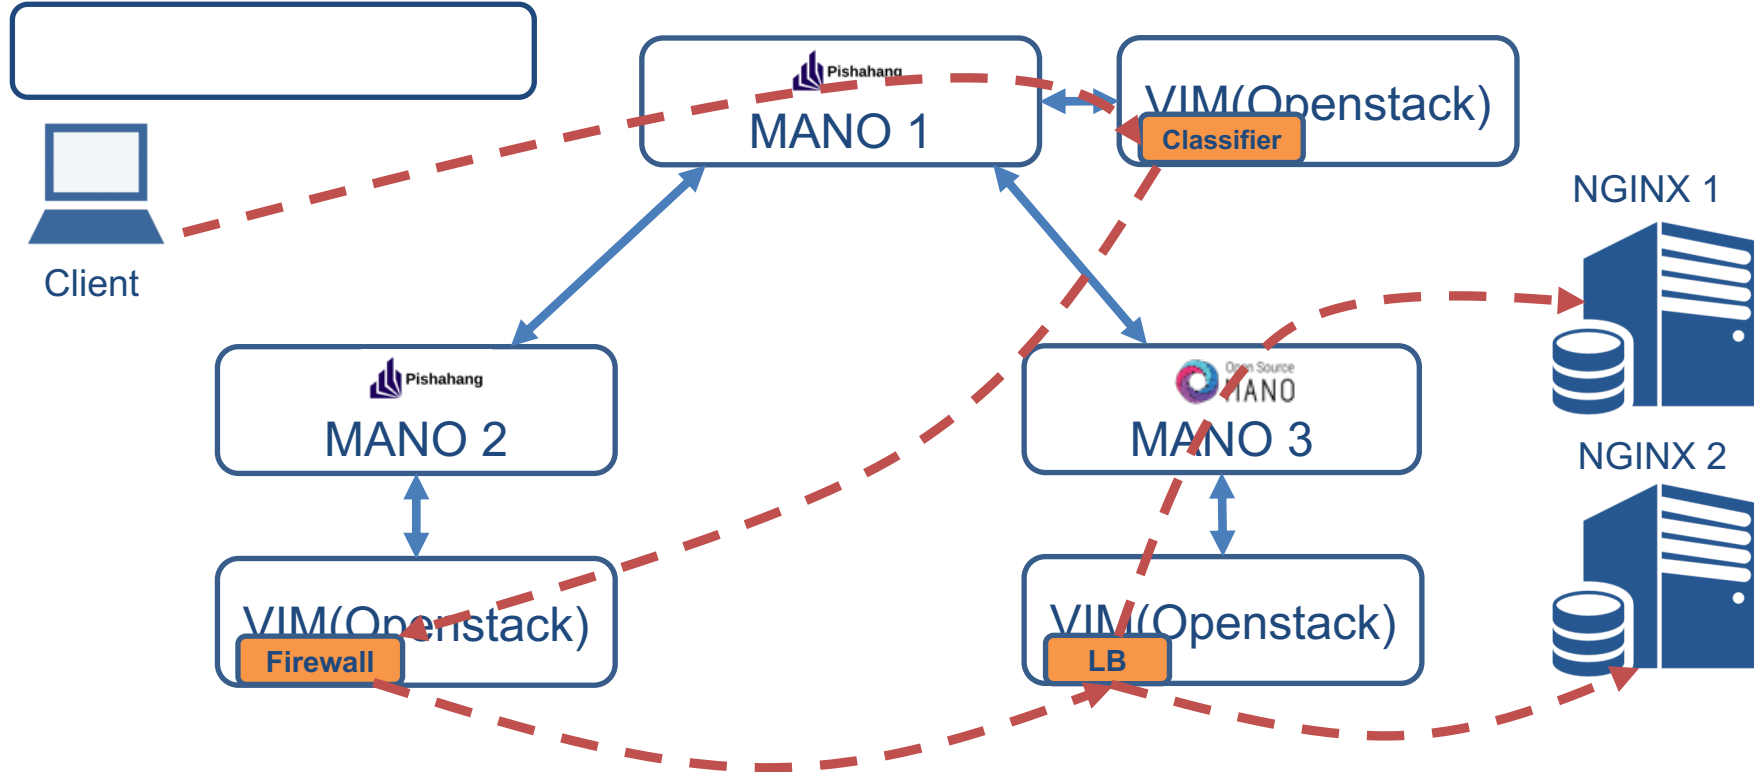 Pishahang
MANO 1
VIM(Openstack)
Classifier
NGINX 1
Client
Pishahang
MANO 2
Open Source
MANO
MANO 3
NGINX 2
VIM(Openstack)
Firewall
VIM(Openstack)
LB